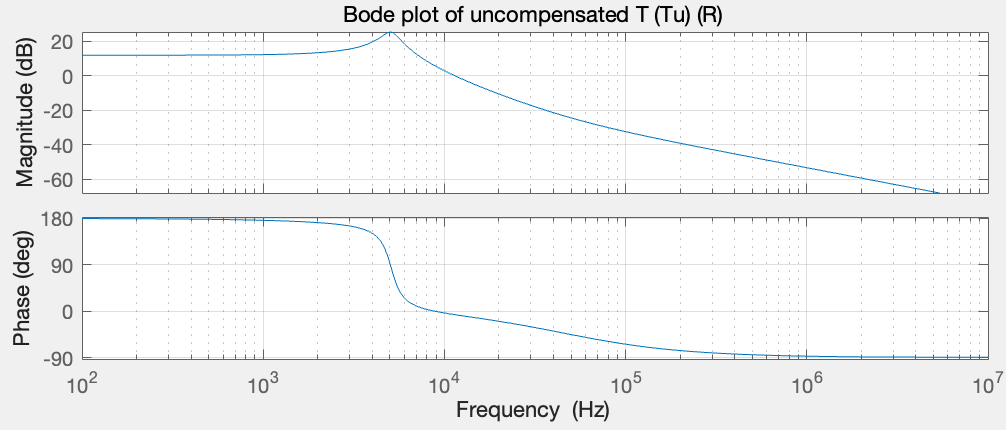 Bode plot of uncompensated T (Tu) (R)
Magnitude (dB)
20
0
-20
-40
-60
Phase (deg)
180
90
0
-90
10^2 10^3 10^4 10^5 10^6 10^7
Frequency (Hz)